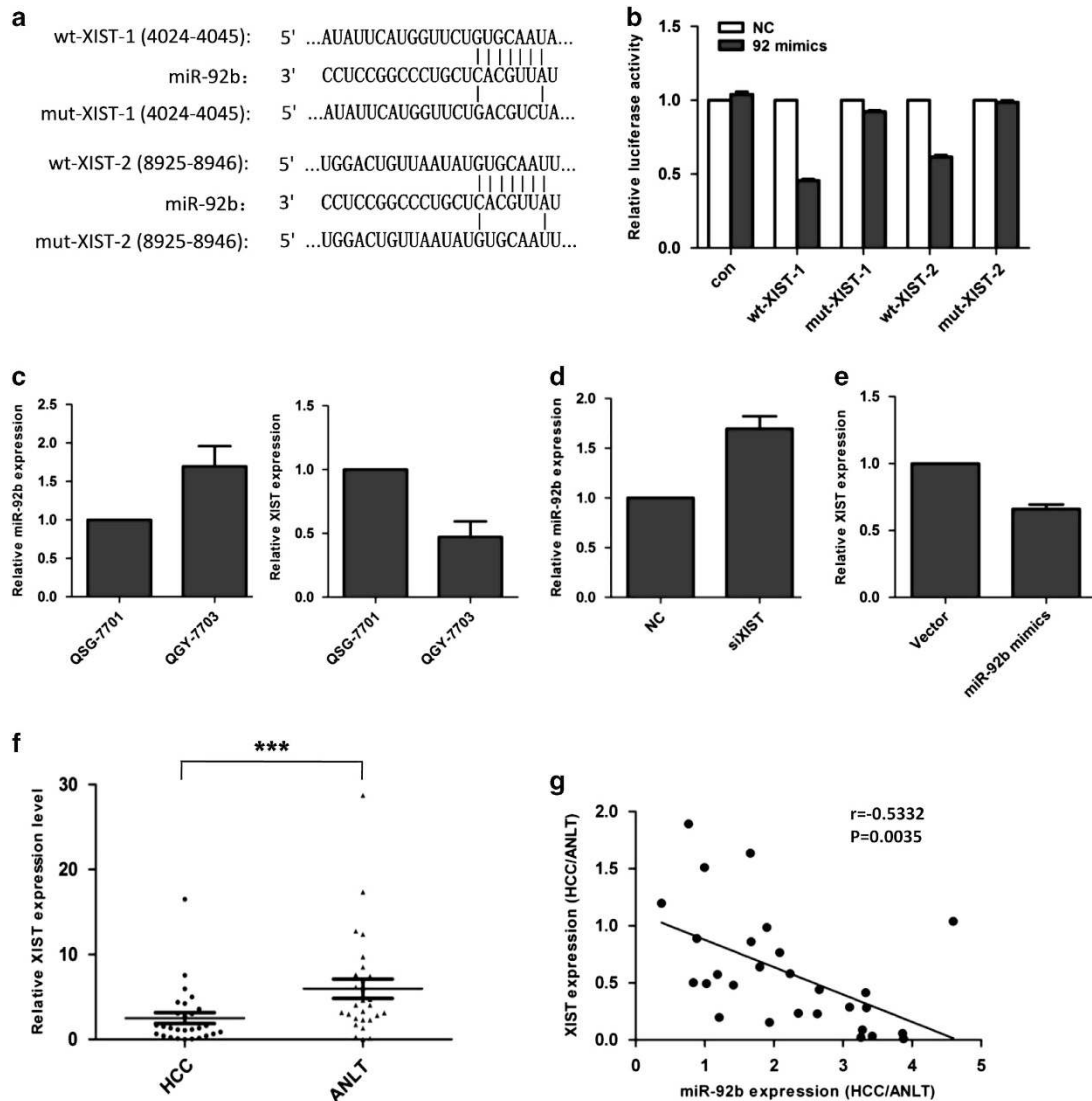 a
wt-XIST-1 (4024-4045): 5' ...AUAUUCAUGGUUCUGUGCAAUA...
miR-92b: 3' CCUCCGGCCCUGCUCACGUUAU
mut-XIST-1 (4024-4045): 5' ...AUAUUCAUGGUUCUGACGUCUA...
wt-XIST-2 (8925-8946): 5' ...UGGACUGUUAAUAUGUGCAAUU...
miR-92b: 3' CCUCCGGCCCUGCUCACGUUAU
mut-XIST-2 (8925-8946): 5' ...UGGACUGUUAAUAUGUGCAAUU...
b
NC
92 mimics
Relative luciferase activity
1.5
1.0
0.5
0.0
con
wt-XIST-1
mut-XIST-1
wt-XIST-2
mut-XIST-2
c
Relative miR-92b expression
2.5
2.0
1.5
1.0
0.5
0.0
QSG-7701
QGY-7703
Relative XIST expression
1.5
1.0
0.5
0.0
QSG-7701
QGY-7703
d
Relative miR-92b expression
2.0
1.5
1.0
0.5
0.0
NC
siXIST
e
Relative XIST expression
1.5
1.0
0.5
0.0
Vector
miR-92b mimics
f
***
Relative XIST expression level
30
20
10
0
HCC
ANLT
g
r=-0.5332
P=0.0035
XIST expression (HCC/ANLT)
2.0
1.5
1.0
0.5
0.0
0 1 2 3 4 5
miR-92b expression (HCC/ANLT)